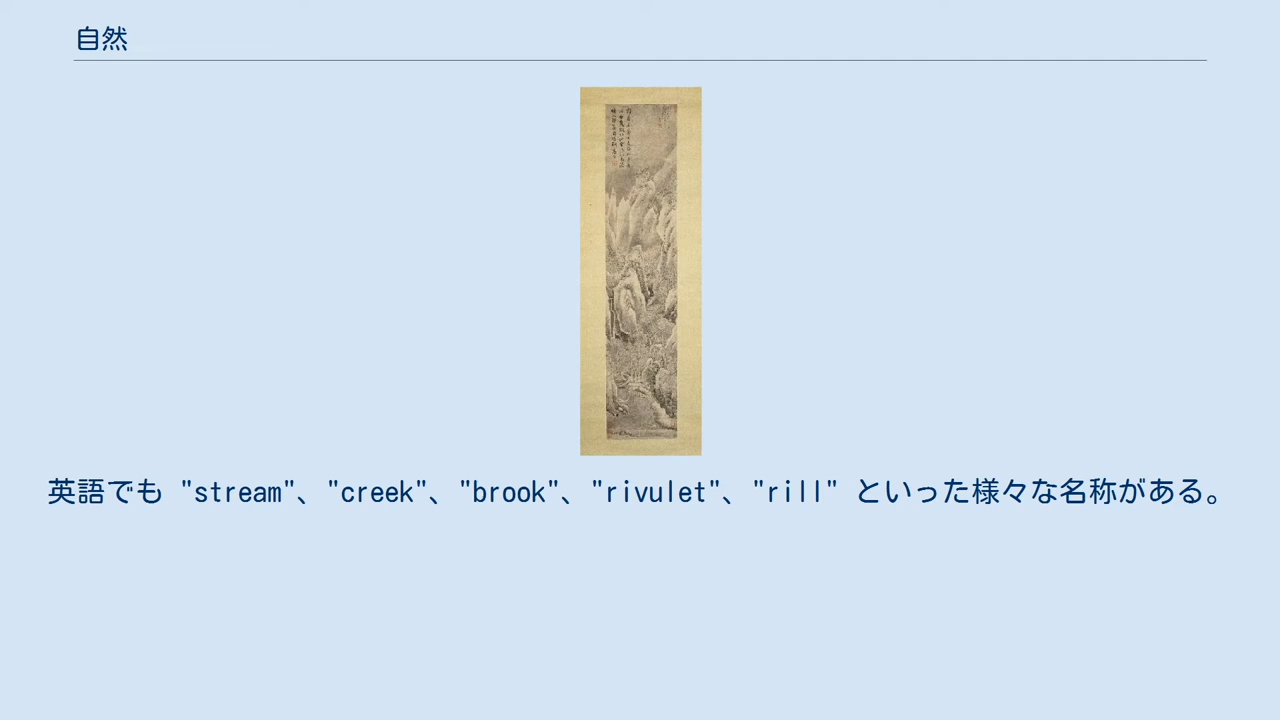 自然
英語でも "stream"、"creek"、"brook"、"rivulet"、"rill" といった様々な名称がある。